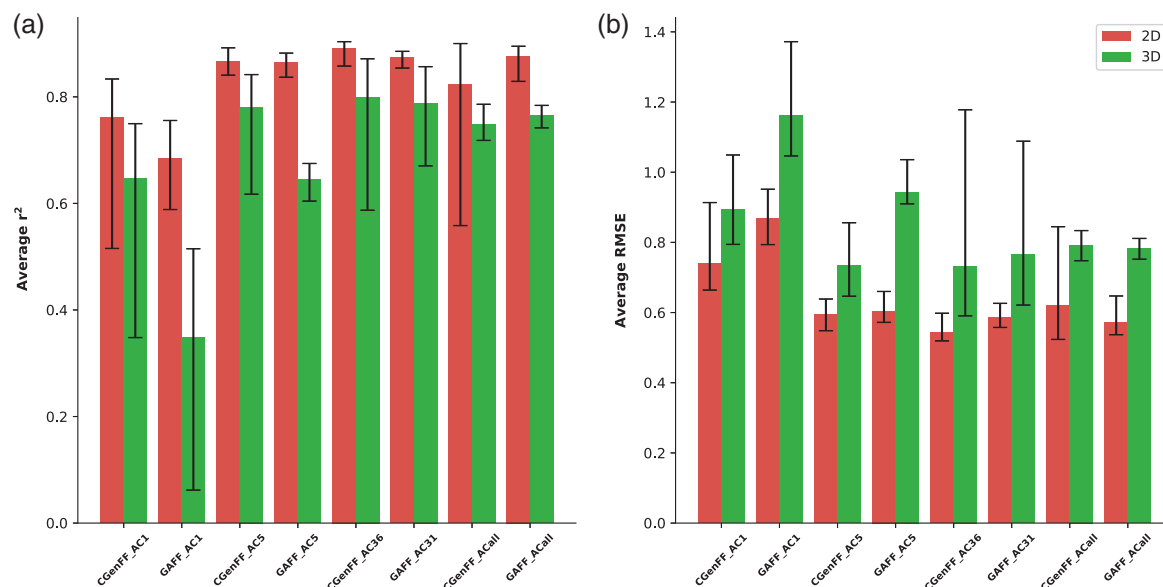 (a)
Average r²
0.8
0.6
0.4
0.2
0.0
CGenFF_AC1
GAFF_AC1
CGenFF_AC5
GAFF_AC5
CGenFF_AC36
GAFF_AC31
CGenFF_ACall
GAFF_ACall
(b)
Average RMSE
1.4
1.2
1.0
0.8
0.6
0.4
0.2
0.0
2D
3D
CGenFF_AC1
GAFF_AC1
CGenFF_AC5
GAFF_AC5
CGenFF_AC36
GAFF_AC31
CGenFF_ACall
GAFF_ACall